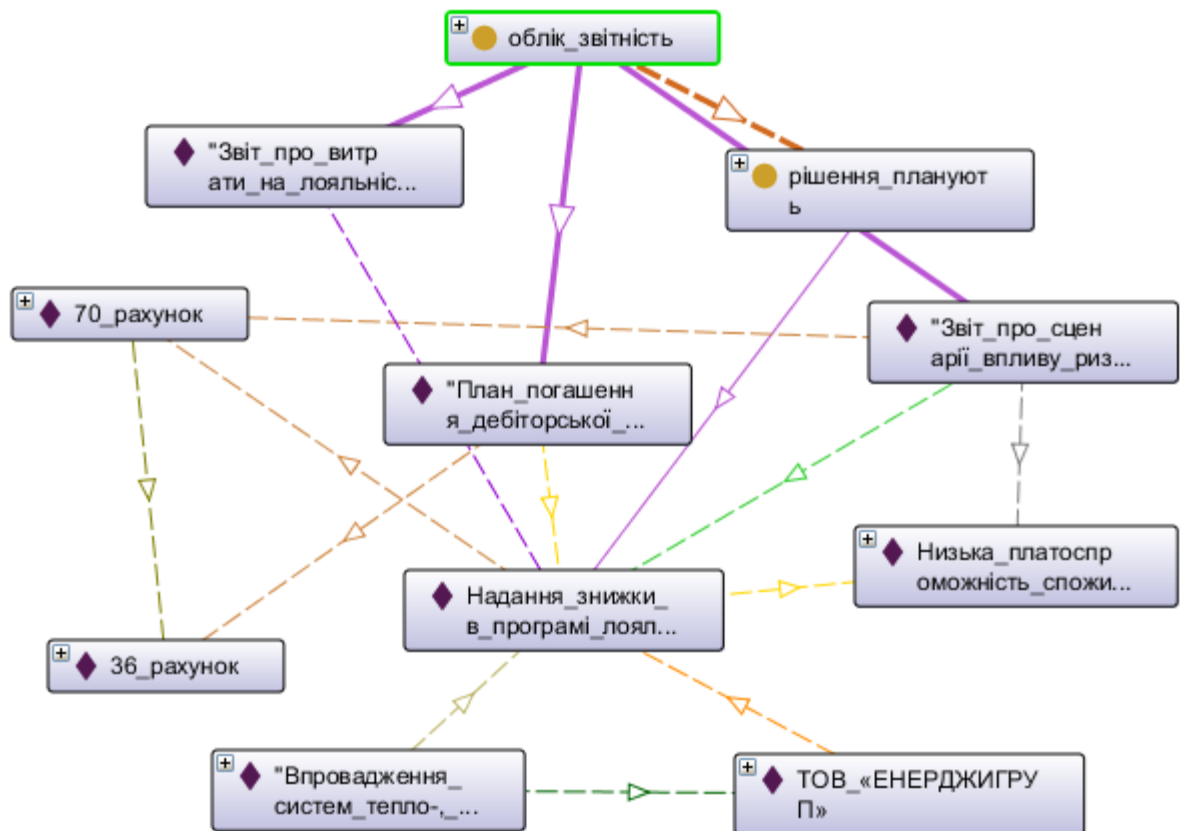 облік_звітність
"Звіт_про_витр
ати_на_лояльніс...
рішення_планують
ь
70_рахунок
"Звіт_про_сцен
арії_впливу_риз...
"План_погашенн
я_дебіторської_...
Низька_платоспр
оможність_спожи...
Надання_знижки_
в_програмі_лоял...
36_рахунок
"Впровадження_
систем_тепло-,_...
ТОВ_«ЕНЕРДЖИГРУ
П»